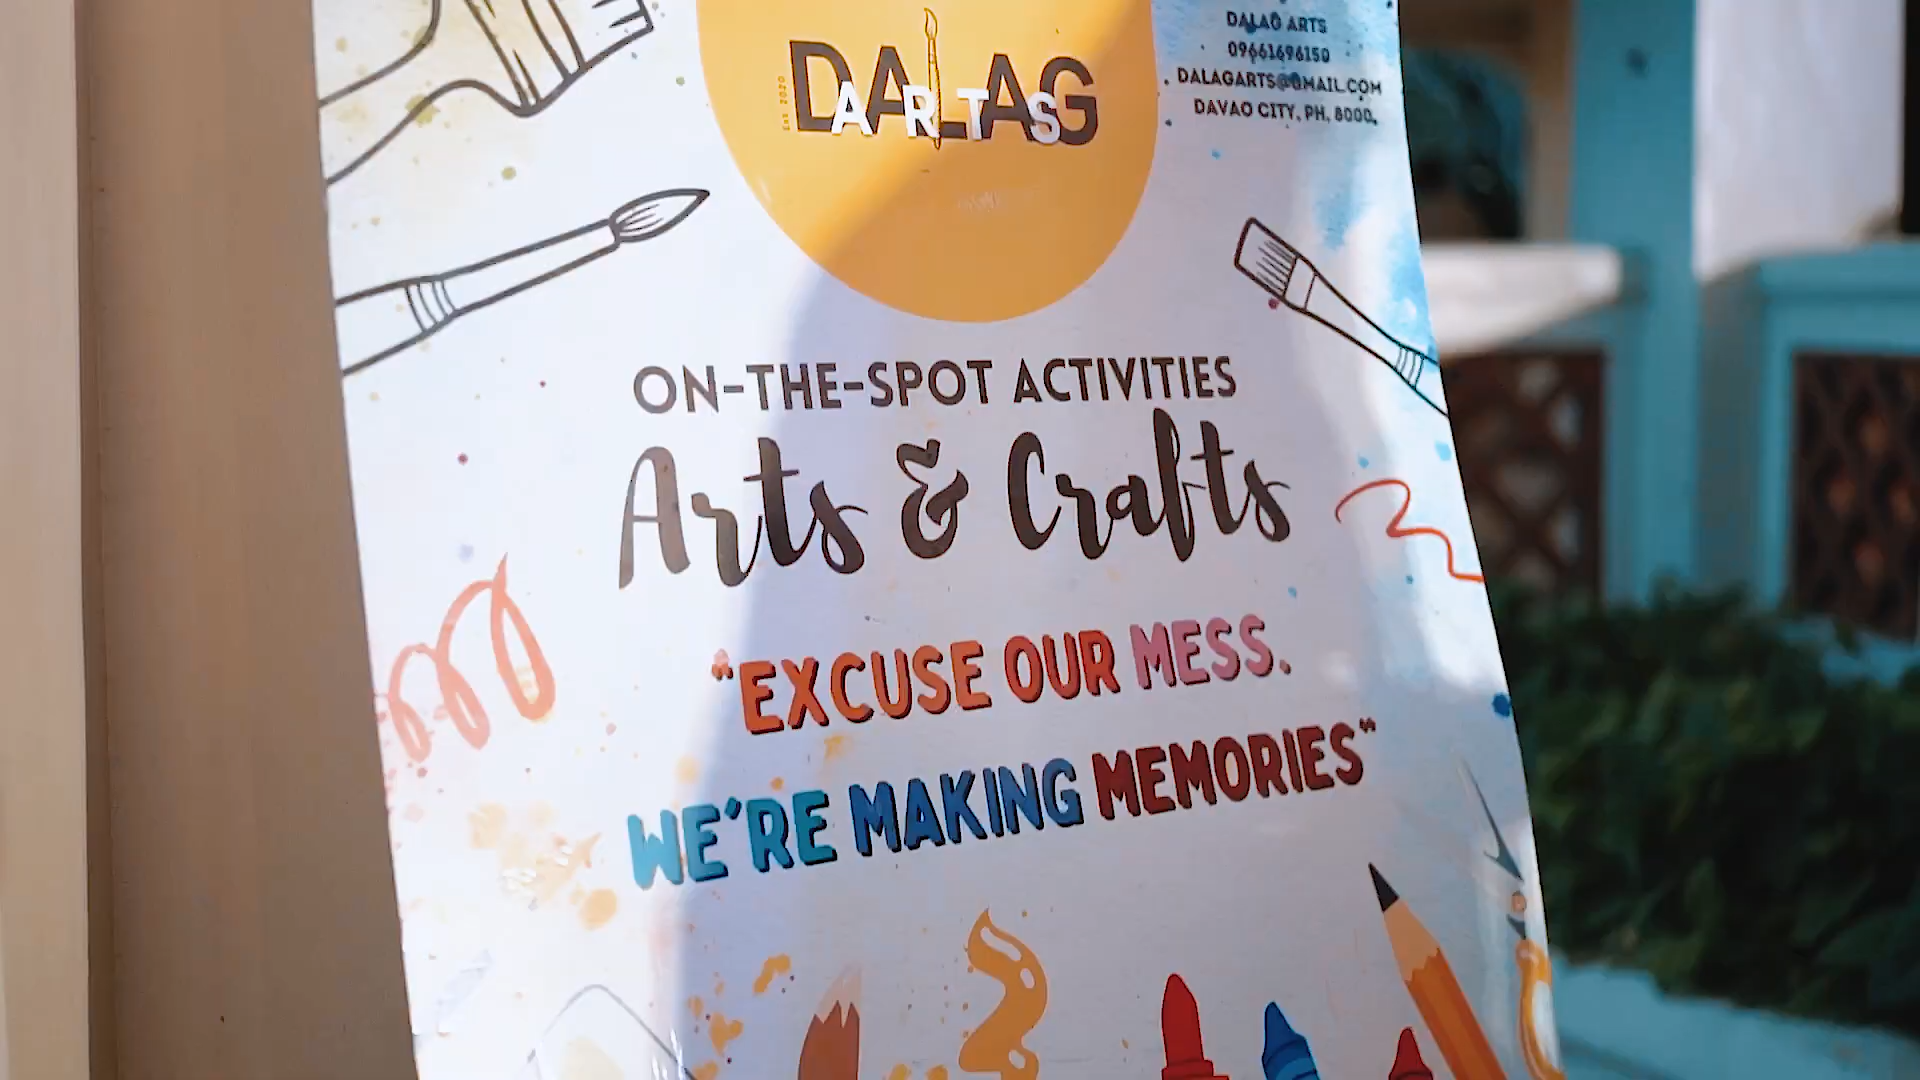 DALAG
ARTS
Est. 2020
DALAG ARTS
09661696150
DALAGARTS@GMAIL.COM
DAVAO CITY, PH, 8000,
ON-THE-SPOT ACTIVITIES
Arts & Crafts
"EXCUSE OUR MESS.
WE'RE MAKING MEMORIES"